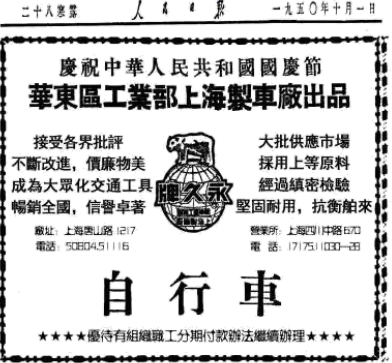 二十八寒露 人民日報 一九五〇年十月一日
慶祝中華人民共和國國慶節
華東區工業部上海製車廠出品
接受各界批評
不斷改進，價廉物美
成為大眾化交通工具
暢銷全國，信譽卓著
廠址：上海唐山路1217
電話：50804,51116
牌久永
大批供應市場
採用上等原料
經過縝密檢驗
堅固耐用，抗衡舶來
營業所：上海四川中路670
電話：17175,11030—28
自行車
★★★★優待有組織職工分期付款辦法繼續辦理★★★★